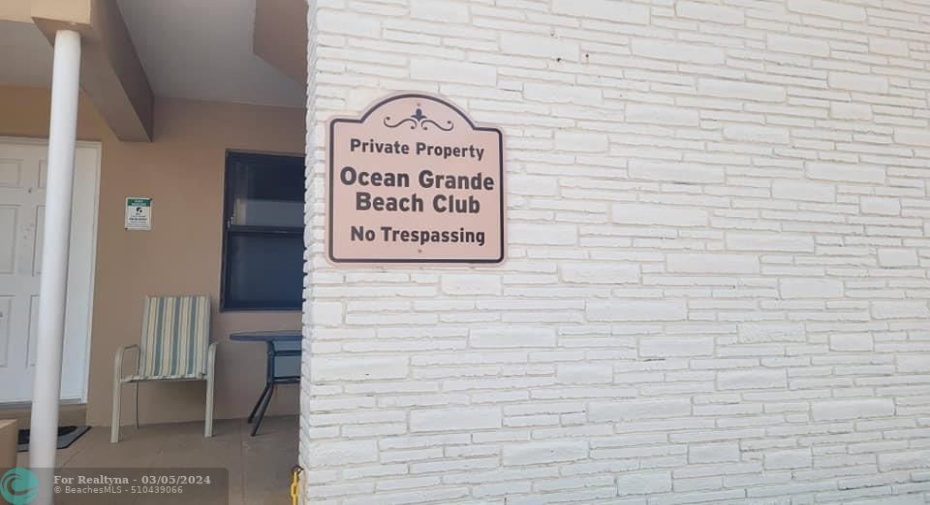 Private Property
Ocean Grande
Beach Club
No Trespassing
For Realtyna - 03/05/2024
© BeachesMLS - 510439066